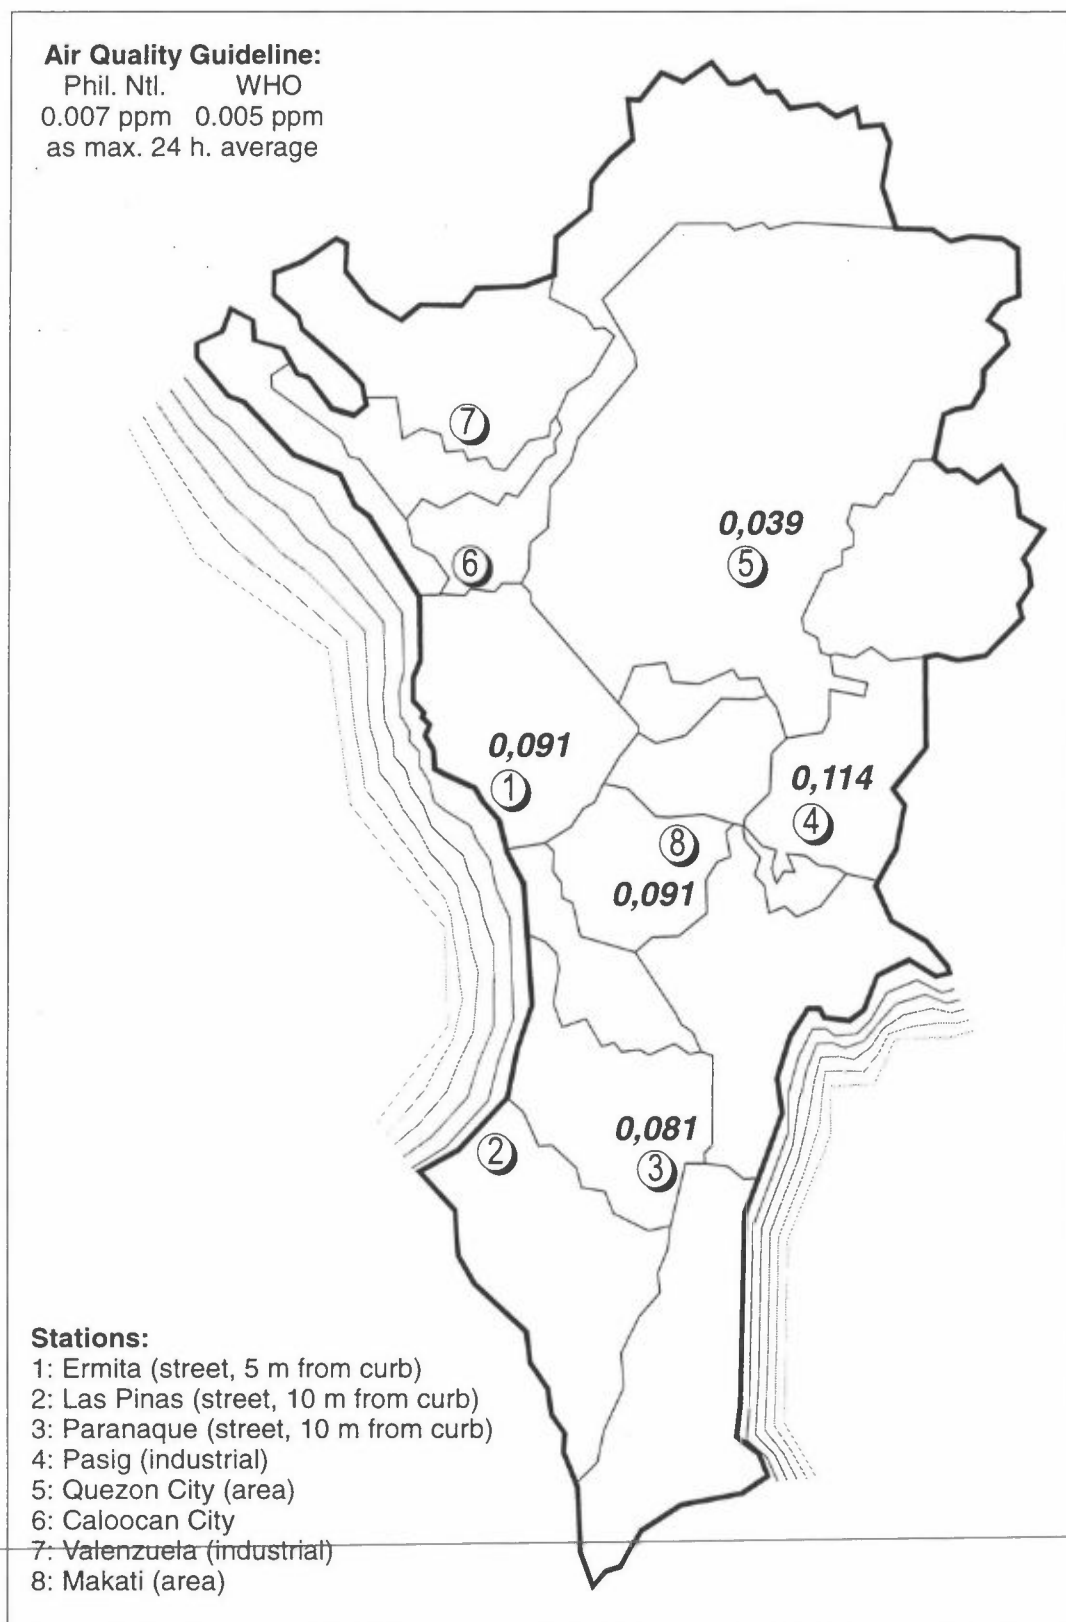 Air Quality Guideline:
Phil. Ntl. WHO
0.007 ppm 0.005 ppm
as max. 24 h. average
7
0,039
6
5
0,091
0,114
1
4
8
0,091
0,081
2
3
Stations:
1: Ermita (street, 5 m from curb)
2: Las Pinas (street, 10 m from curb)
3: Paranaque (street, 10 m from curb)
4: Pasig (industrial)
5: Quezon City (area)
6: Caloocan City
7: Valenzuela (industrial)
8: Makati (area)